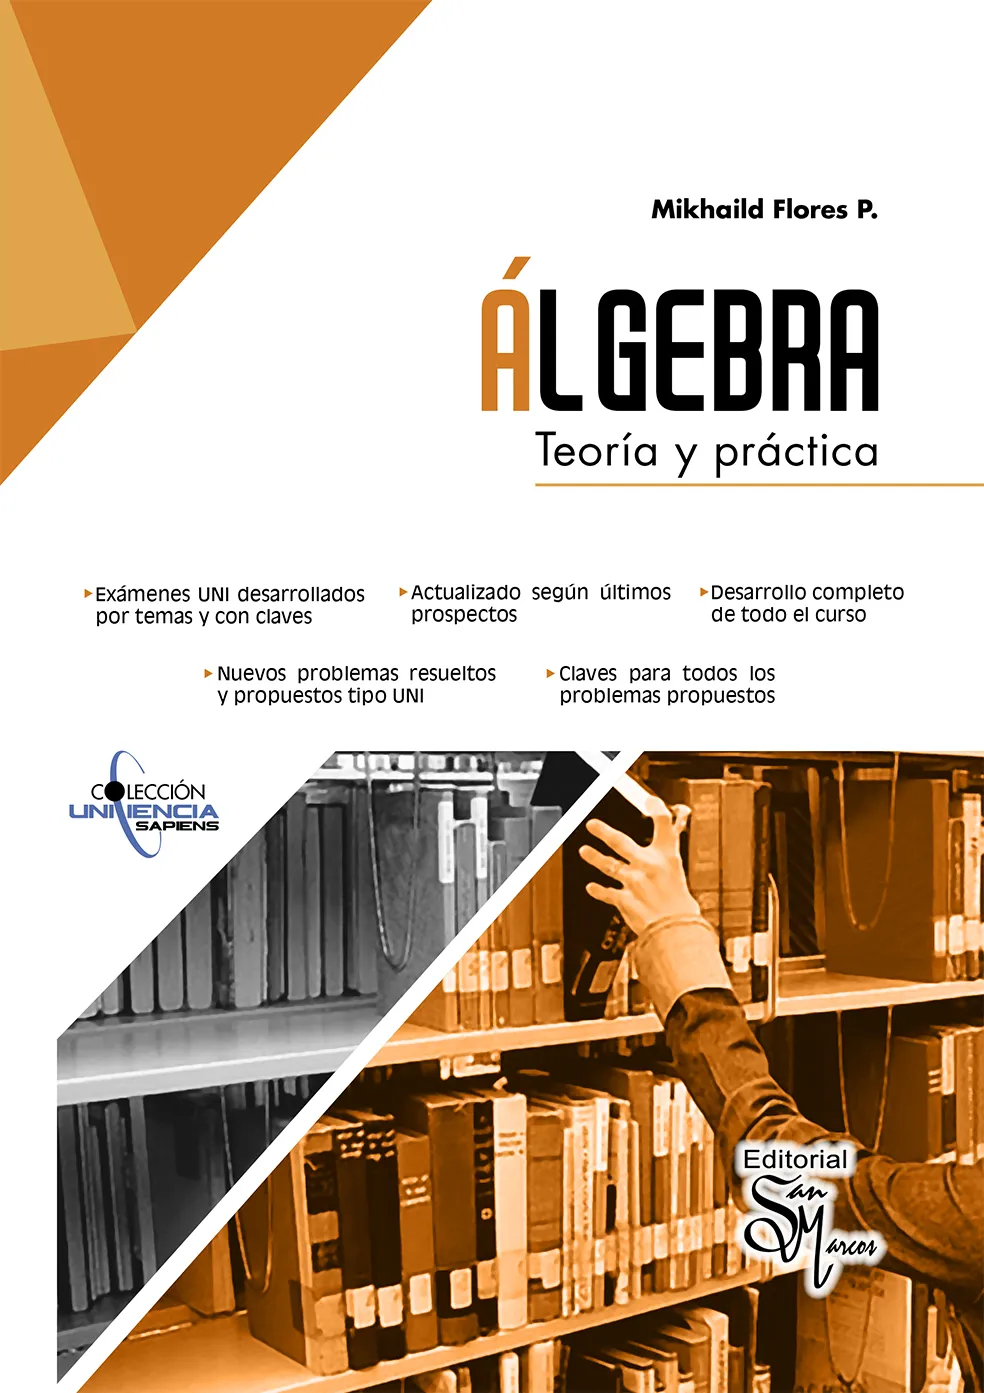 Mikhaild Flores P.
ÁLGEBRA
Teoría y práctica
Exámenes UNI desarrollados
por temas y con claves
Actualizado según últimos
prospectos
Desarrollo completo
de todo el curso
Nuevos problemas resueltos
y propuestos tipo UNI
Claves para todos los
problemas propuestos
COLECCIÓN
UNICIENCIA
SAPIENS
Editorial
San
Marcos